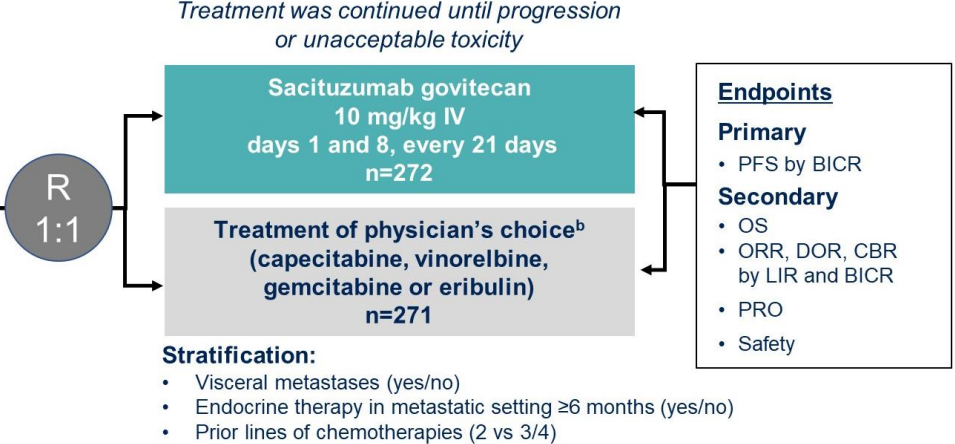 Treatment was continued until progression
or unacceptable toxicity
R
1:1
Sacituzumab govitecan
10 mg/kg IV
days 1 and 8, every 21 days
n=272
Treatment of physician's choiceᵇ
(capecitabine, vinorelbine,
gemcitabine or eribulin)
n=271
Stratification:
• Visceral metastases (yes/no)
• Endocrine therapy in metastatic setting ≥6 months (yes/no)
• Prior lines of chemotherapies (2 vs 3/4)
Endpoints
Primary
• PFS by BICR
Secondary
• OS
• ORR, DOR, CBR
by LIR and BICR
• PRO
• Safety